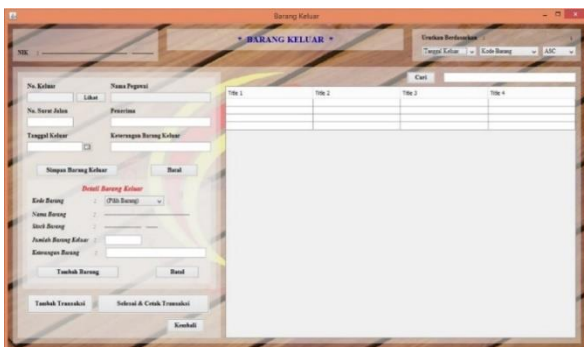 Barang Keluar
* BARANG KELUAR *
Urutkan Berdasarkan :
NIK :
Tanggal Keluar Kode Barang ASC
Cari
No. Keluar Nama Pegawai
Lihat
No. Surat Jalan Penerima
Tanggal Keluar Keterangan Barang Keluar
Simpan Barang Keluar Batal
Detail Barang Keluar
Kode Barang : (Pilih Barang)
Nama Barang :
Stock Barang :
Jumlah Barang Keluar :
Keterangan Barang :
Tambah Barang Batal
Tambah Transaksi Selesai & Cetak Transaksi
Kembali
Title 1 Title 2 Title 3 Title 4